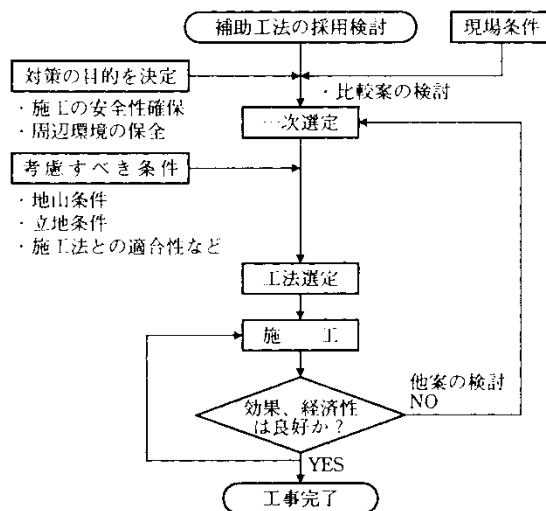 補助工法の採用検討
現場条件
対策の目的を決定
・施工の安全性確保
・周辺環境の保全
・比較案の検討
一次選定
考慮すべき条件
・地山条件
・立地条件
・施工法との適合性など
工法選定
施 工
他案の検討
NO
効果、経済性
は良好か?
YES
工事完了